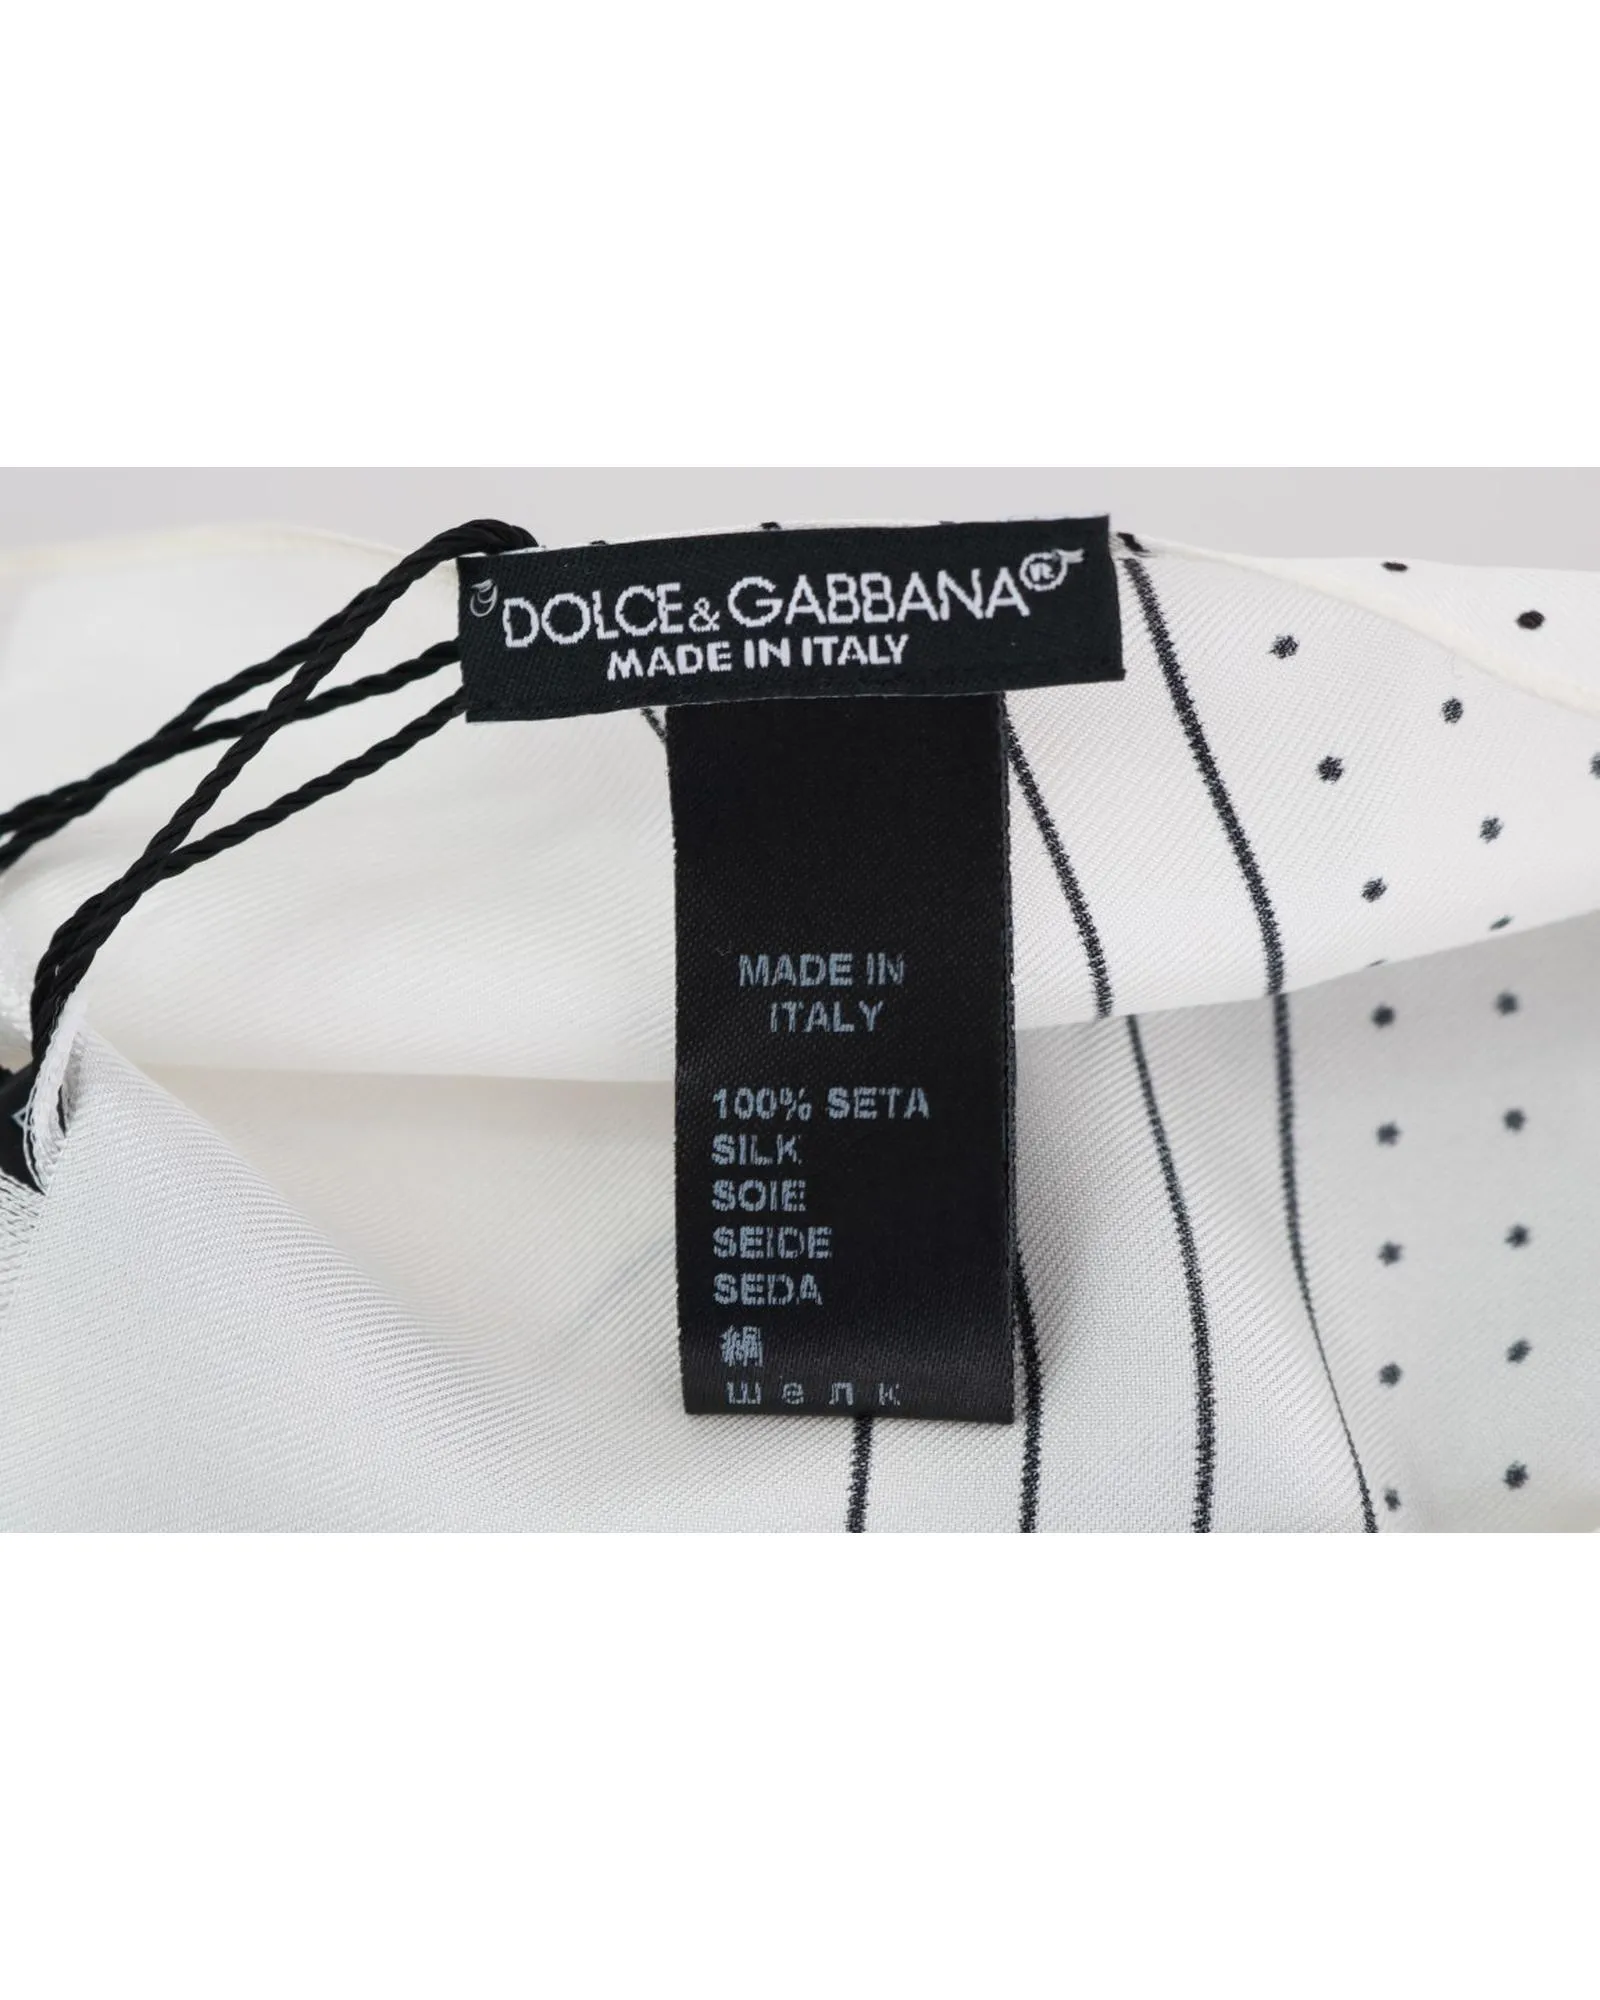 DOLCE&GABBANA®
MADE IN ITALY
MADE IN
ITALY
100% SETA
SILK
SOIE
SEIDE
SEDA
絹
шелк